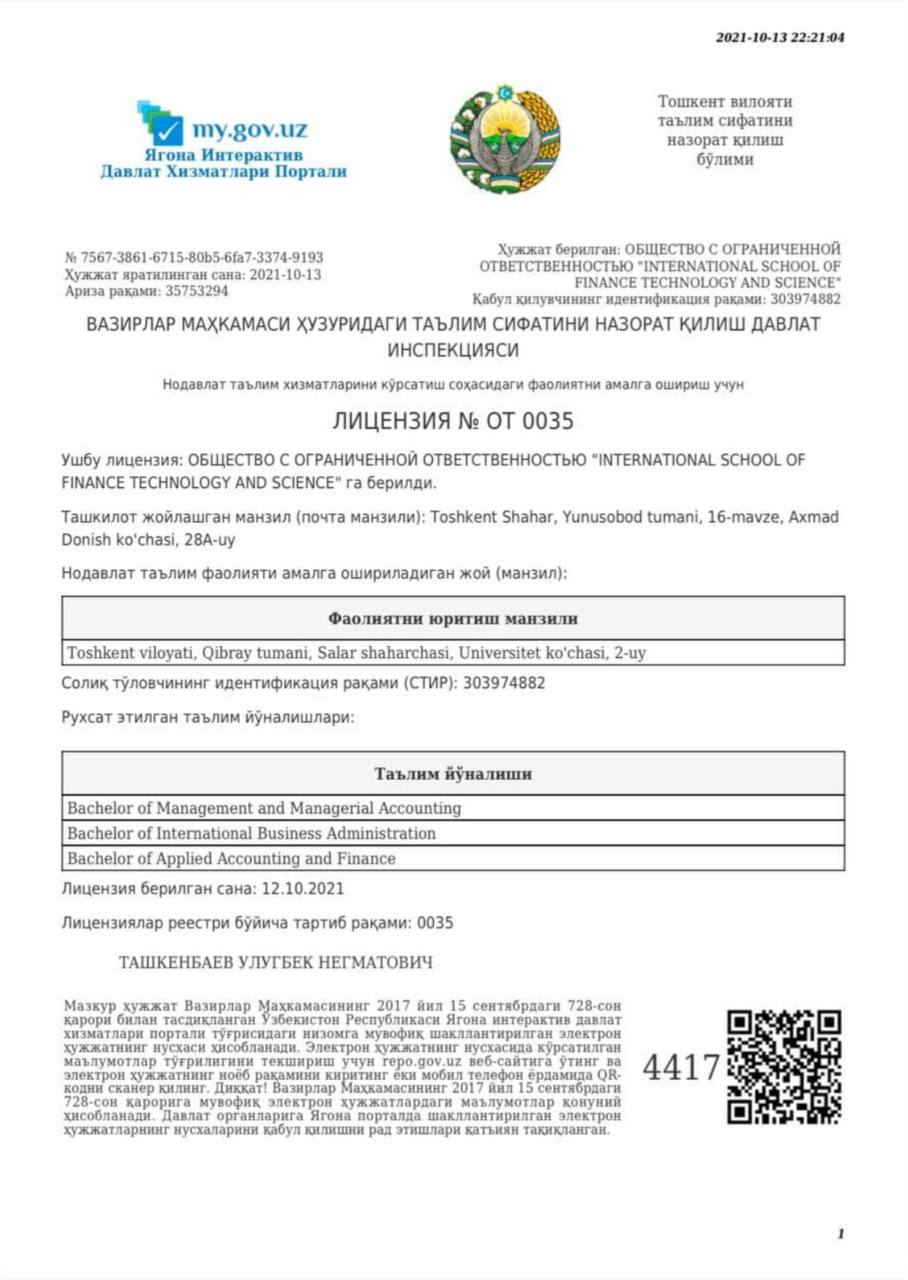 2021-10-13 22:21:04
my.gov.uz
Ягона Интерактив
Давлат Хизматлари Портали
Тошкент вилояти
таълим сифатини
назорат қилиш
бўлими
№ 7567-3861-6715-80b5-6fa7-3374-9193
Ҳужжат яратилинган сана: 2021-10-13
Ариза рақами: 35753294
Ҳужжат берилган: ОБЩЕСТВО С ОГРАНИЧЕННОЙ
ОТВЕТСТВЕННОСТЬЮ "INTERNATIONAL SCHOOL OF
FINANCE TECHNOLOGY AND SCIENCE"
Қабул қилувчининг идентификация рақами: 303974882
ВАЗИРЛАР МАҲКАМАСИ ҲУЗУРИДАГИ ТАЪЛИМ СИФАТИНИ НАЗОРАТ ҚИЛИШ ДАВЛАТ
ИНСПЕКЦИЯСИ
Нодавлат таълим хизматларини кўрсатиш соҳасидаги фаолиятни амалга ошириш учун
ЛИЦЕНЗИЯ № ОТ 0035
Ушбу лицензия: ОБЩЕСТВО С ОГРАНИЧЕННОЙ ОТВЕТСТВЕННОСТЬЮ "INTERNATIONAL SCHOOL OF
FINANCE TECHNOLOGY AND SCIENCE" га берилди.
Ташкилот жойлашган манзил (почта манзили): Toshkent Shahar, Yunusobod tumani, 16-mavze, Axmad
Donish ko'chasi, 28A-uy
Нодавлат таълим фаолияти амалга ошириладиган жой (манзил):
Фаолиятни юритиш манзили
Toshkent viloyati, Qibray tumani, Salar shaharchasi, Universitet ko'chasi, 2-uy
Солиқ тўловчининг идентификация рақами (СТИР): 303974882
Рухсат этилган таълим йўналишлари:
Таълим йўналиши
Bachelor of Management and Managerial Accounting
Bachelor of International Business Administration
Bachelor of Applied Accounting and Finance
Лицензия берилган сана: 12.10.2021
Лицензиялар реестри бўйича тартиб рақами: 0035
ТАШКЕНБАЕВ УЛУГБЕК НЕГМАТОВИЧ
Мазкур ҳужжат Вазирлар Маҳкамасининг 2017 йил 15 сентябрдаги 728-сон
қарори билан тасдиқланган Ўзбекистон Республикаси Ягона интерактив давлат
хизматлари портали тўғрисидаги низомга мувофиқ шакллантирилган электрон
ҳужжатнинг нусхаси ҳисобланади. Электрон ҳужжатнинг нусхасида кўрсатилган
маълумотлар тўғрилигини текшириш учун repo.gov.uz веб-сайтига ўтинг ва
электрон ҳужжатнинг ноёб рақамини киритинг ёки мобил телефон ёрдамида QR-
кодни сканер қилинг. Диққат! Вазирлар Маҳкамасининг 2017 йил 15 сентябрдаги
728-сон қарорига мувофиқ электрон ҳужжатлардаги маълумотлар қонуний
ҳисобланади. Давлат органларига Ягона порталда шакллантирилган электрон
ҳужжатларнинг нусхаларини қабул қилишни рад этишлари қатъиян тақиқланган.
4417
1